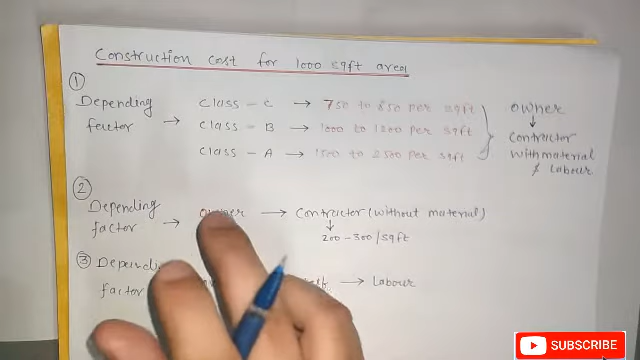 Construction cost for 1000 sqft area
①
Depending factor → Class - C → 750 to 850 per sqft
Class - B → 1000 to 1200 per sqft
Class - A → 1500 to 2500 per sqft
owner
↓
contractor
with material
& Labour
②
Depending factor → owner → Contractor (without material)
↓
200 - 300 / sqft
③ Depending
factor → Labour
SUBSCRIBE